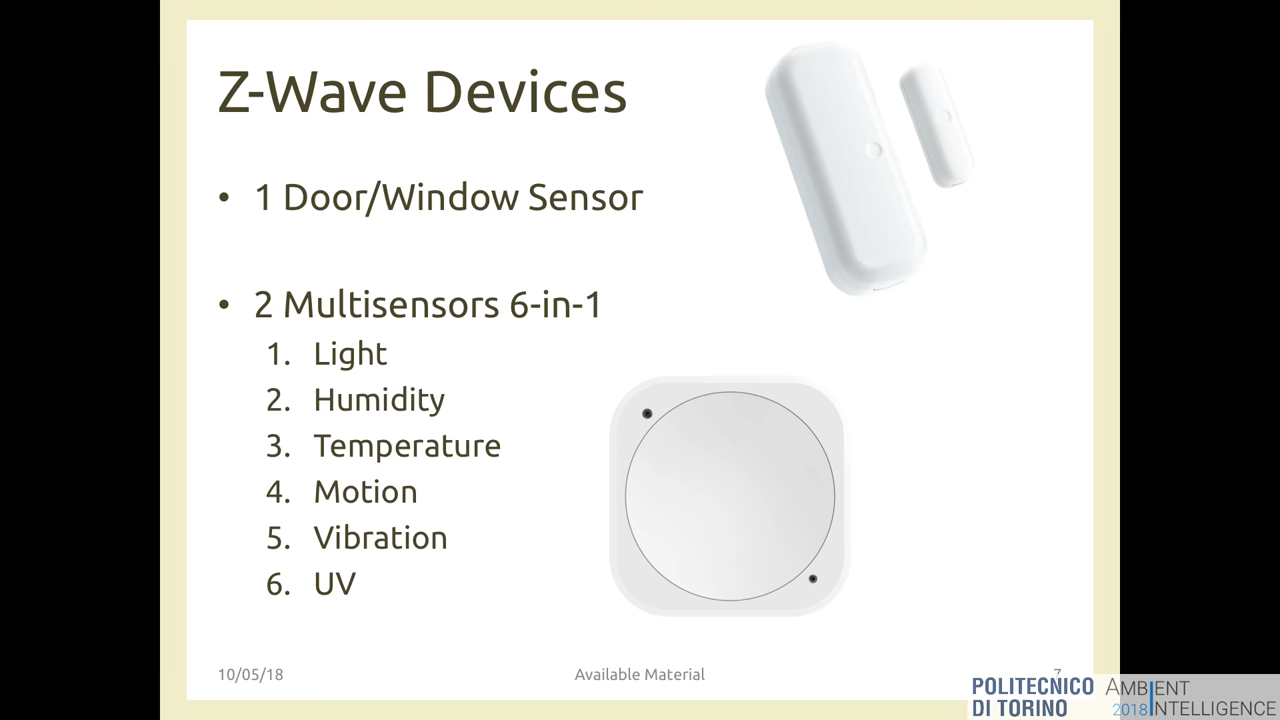 Z-Wave Devices
• 1 Door/Window Sensor
• 2 Multisensors 6-in-1
1. Light
2. Humidity
3. Temperature
4. Motion
5. Vibration
6. UV
10/05/18 Available Material 7
POLITECNICO
DI TORINO
AMBIENT
2018 INTELLIGENCE